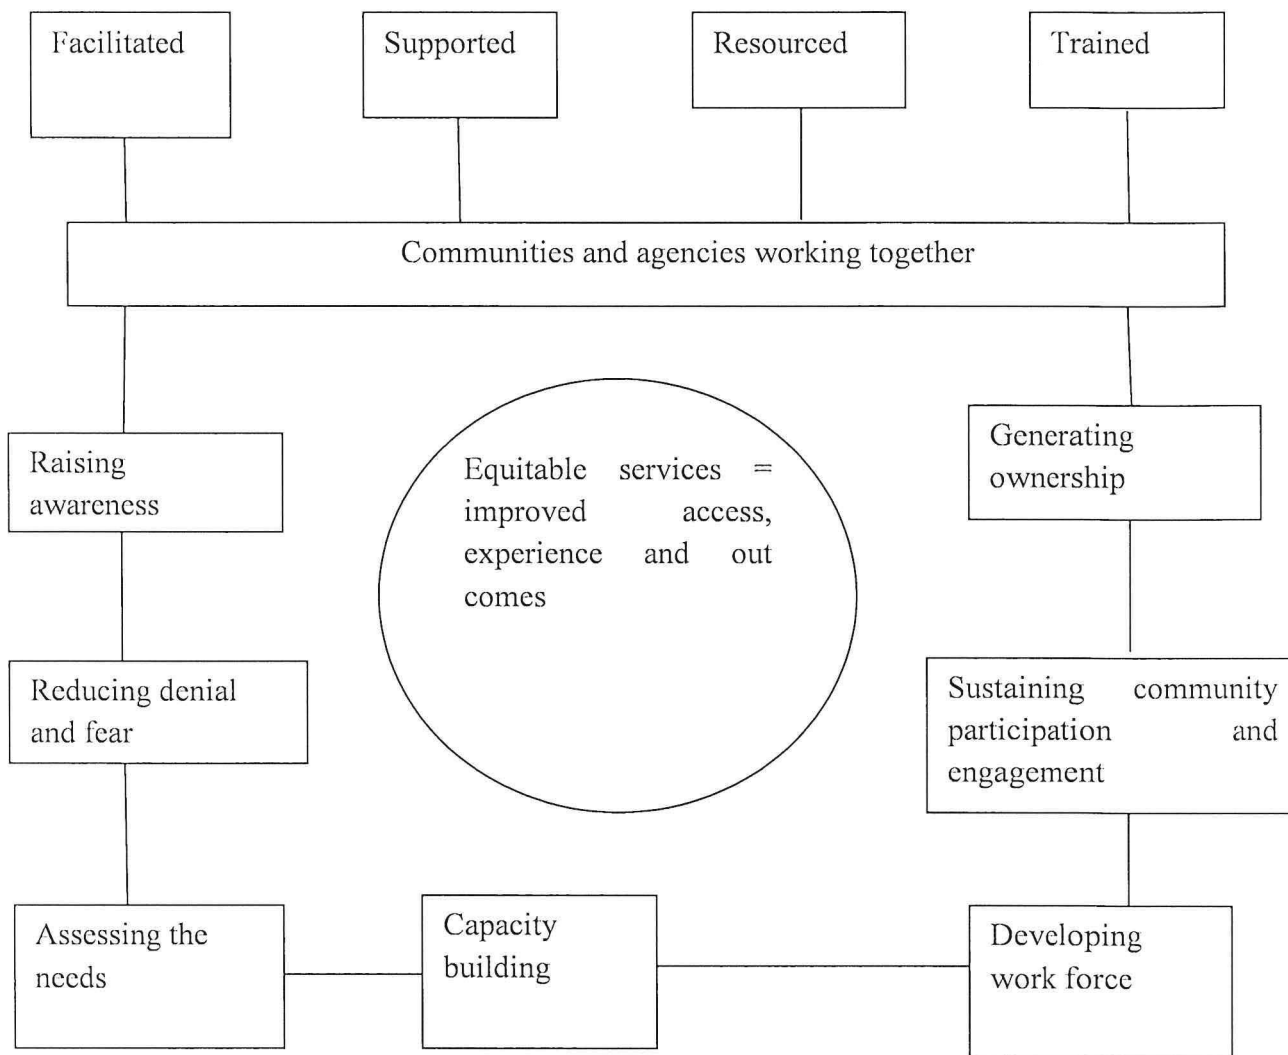 Facilitated
Supported
Resourced
Trained
Communities and agencies working together
Raising
awareness
Equitable services =
improved access,
experience and out
comes
Generating
ownership
Reducing denial
and fear
Sustaining community
participation and
engagement
Assessing the
needs
Capacity
building
Developing
work force